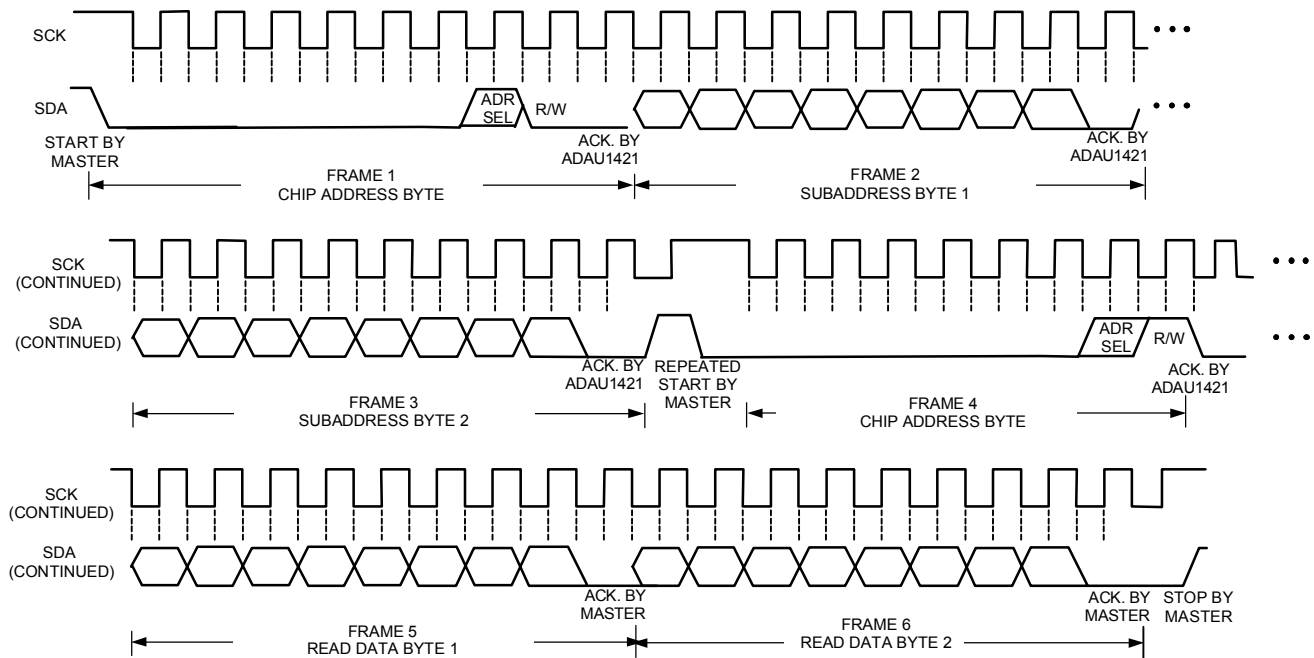 SCK
SDA
ADR
SEL
R/W
START BY
MASTER
ACK. BY
ADAU1421
ACK. BY
ADAU1421
FRAME 1
CHIP ADDRESS BYTE
FRAME 2
SUBADDRESS BYTE 1
SCK
(CONTINUED)
SDA
(CONTINUED)
ADR
SEL
R/W
ACK. BY
ADAU1421
REPEATED
START BY
MASTER
ACK. BY
ADAU1421
FRAME 3
SUBADDRESS BYTE 2
FRAME 4
CHIP ADDRESS BYTE
SCK
(CONTINUED)
SDA
(CONTINUED)
ACK. BY
MASTER
ACK. BY
MASTER
STOP BY
MASTER
FRAME 5
READ DATA BYTE 1
FRAME 6
READ DATA BYTE 2